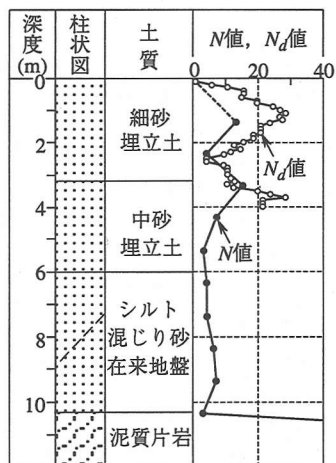 深度(m)
柱状図
土質
N値, N_d値
0 20 40
0
2
4
6
8
10
細砂
埋立土
中砂
埋立土
シルト
混じり砂
在来地盤
泥質片岩
N_d値
N値